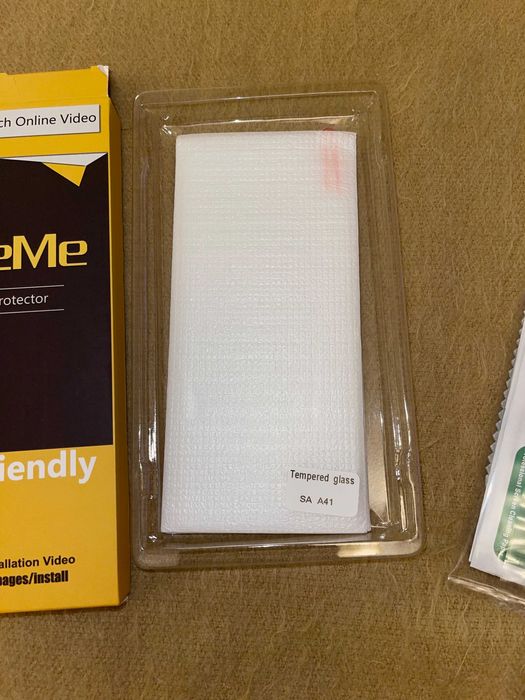 ch Online Video
eMe
rotector
iendly
allation Video
pages/install
Tempered glass
SA A41